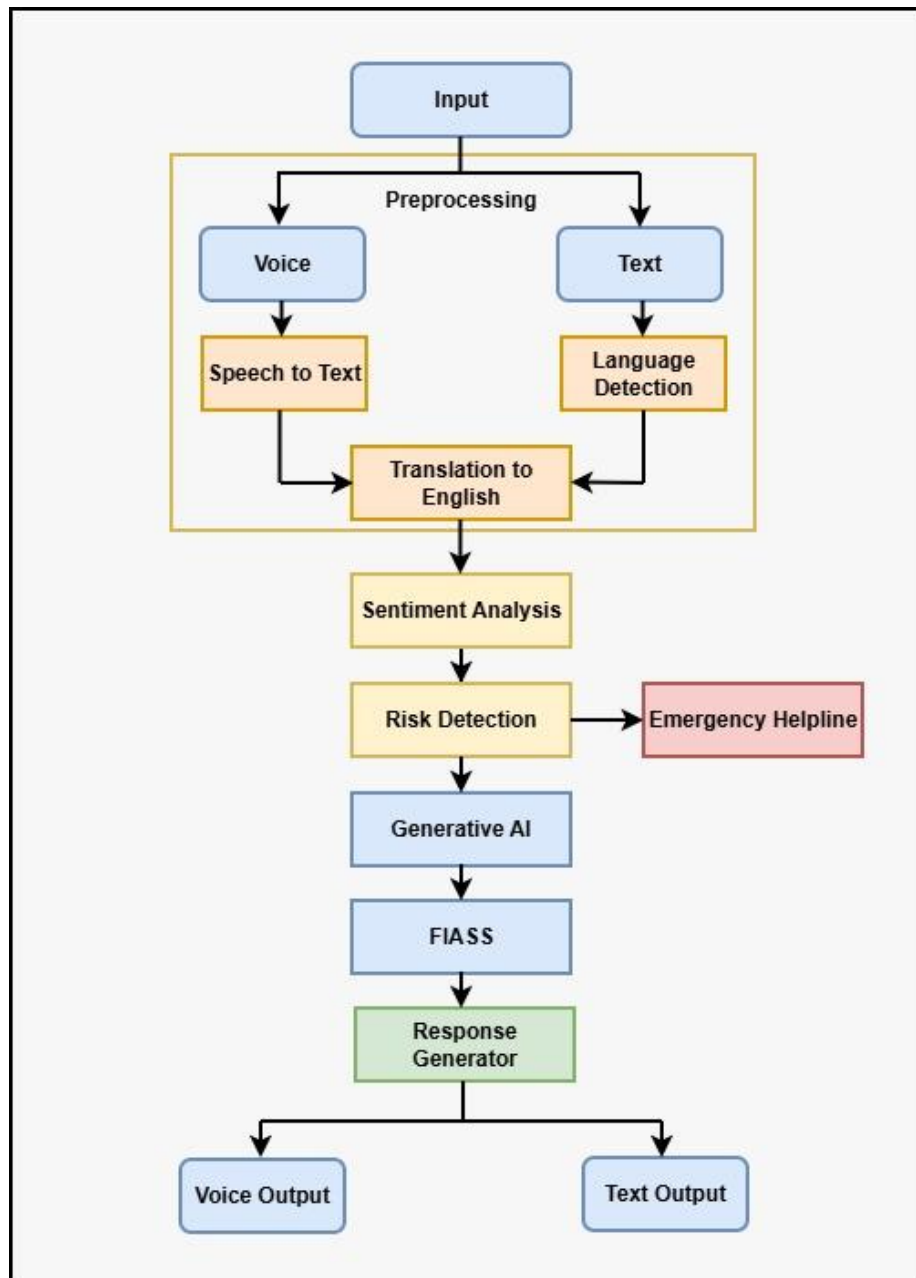 Input
Preprocessing
Voice
Text
Speech to Text
Language
Detection
Translation to
English
Sentiment Analysis
Risk Detection
Emergency Helpline
Generative AI
FIASS
Response
Generator
Voice Output
Text Output